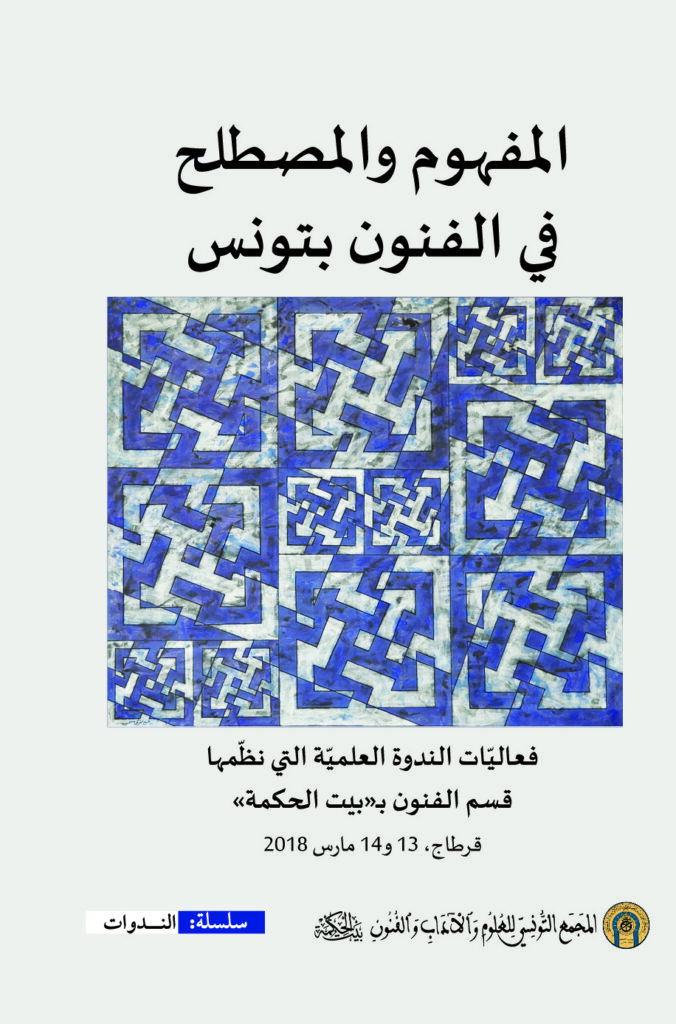 المفهوم والمصطلح
في الفنون بتونس
فعاليّات الندوة العلميّة التي نظّمها
قسم الفنون بـ«بيت الحكمة»
قرطاج، 13 و14 مارس 2018
المجمع التونسي للعلوم والآداب والفنون بيت الحكمة
سلسلة: النــدوات